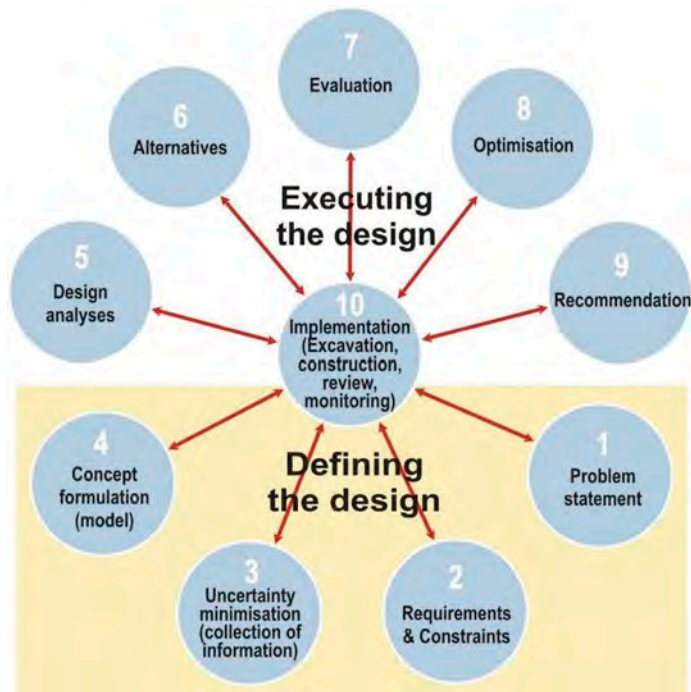 7
Evaluation
6
Alternatives
8
Optimisation
Executing
the design
5
Design
analyses
9
Recommendation
10
Implementation
(Excavation,
construction,
review,
monitoring)
4
Concept
formulation
(model)
Defining
the design
1
Problem
statement
3
Uncertainty
minimisation
(collection of
information)
2
Requirements
& Constraints